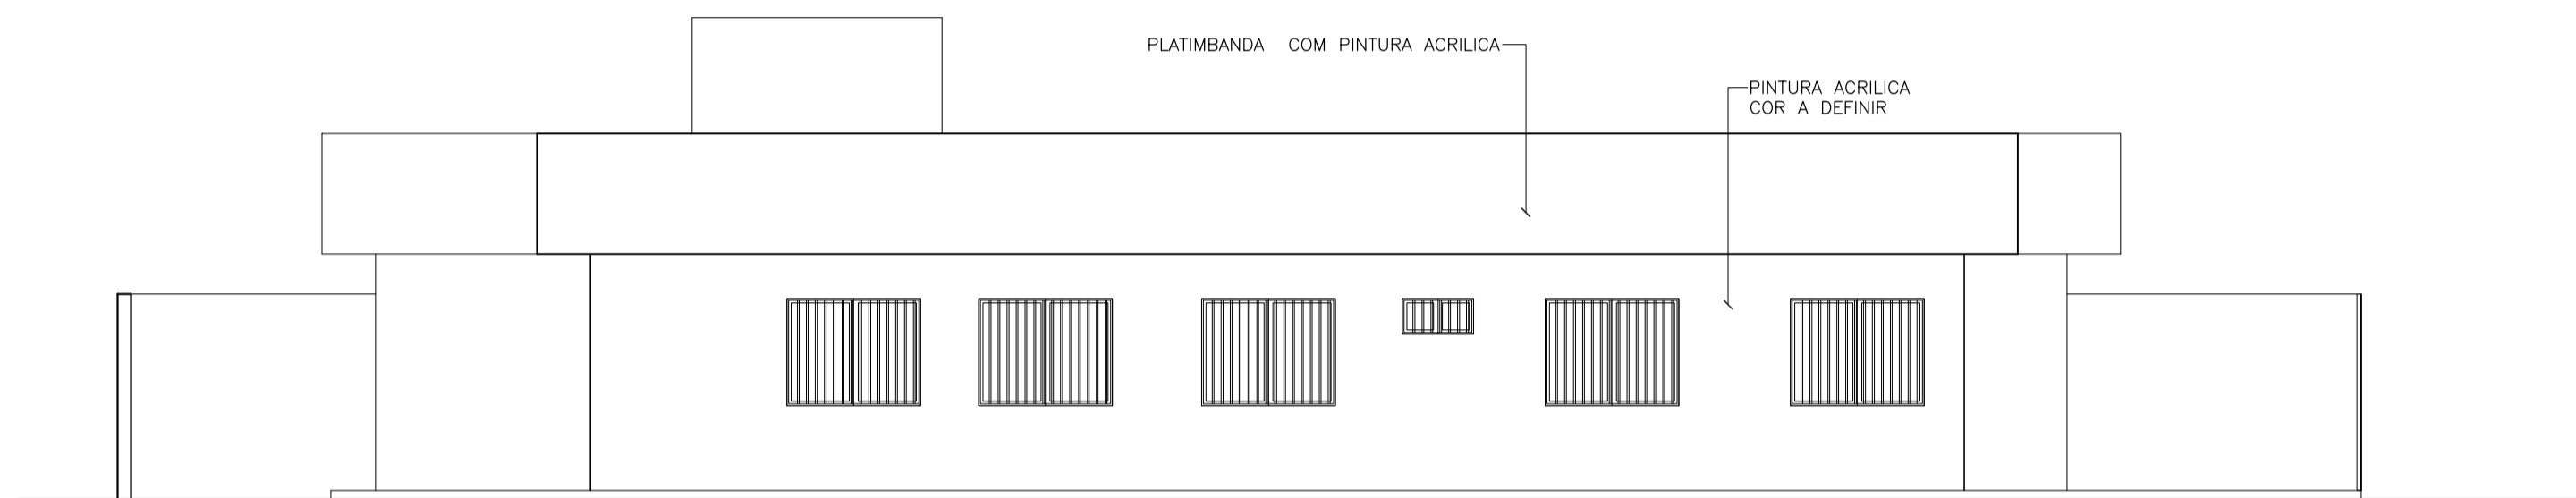 PLATIMBANDA COM PINTURA ACRILICA
PINTURA ACRILICA
COR A DEFINIR